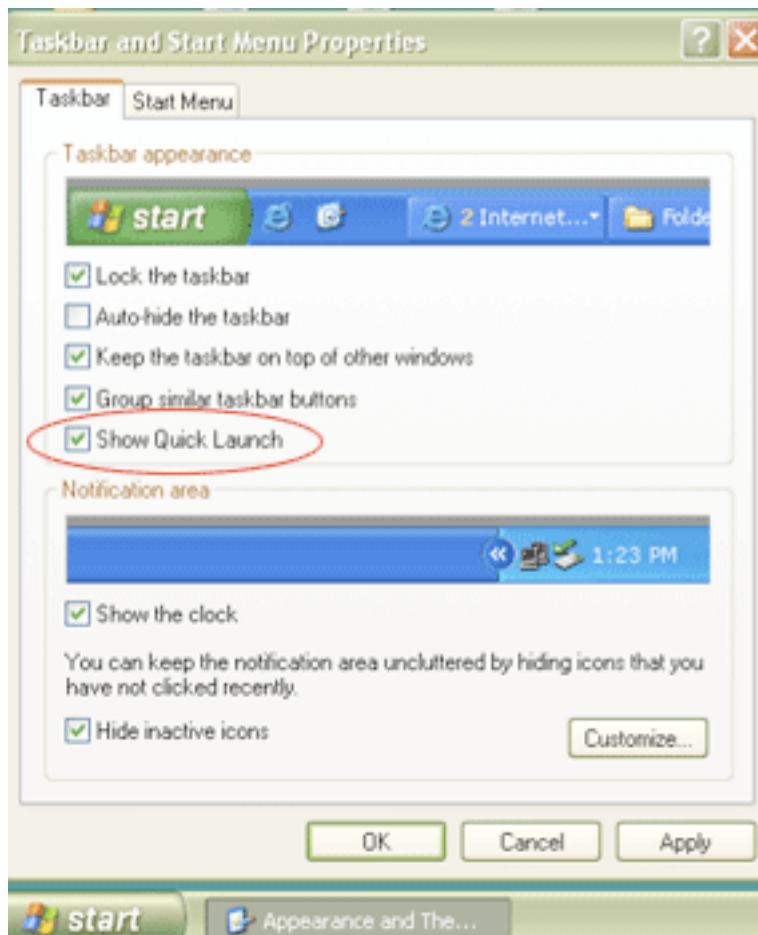 Taskbar and Start Menu Properties
Taskbar
Start Menu
Taskbar appearance
start
2 Internet...
Folde
Lock the taskbar
Auto-hide the taskbar
Keep the taskbar on top of other windows
Group similar taskbar buttons
Show Quick Launch
Notification area
1:23 PM
Show the clock
You can keep the notification area uncluttered by hiding icons that you
have not clicked recently.
Hide inactive icons
Customize...
OK
Cancel
Apply
start
Appearance and The...